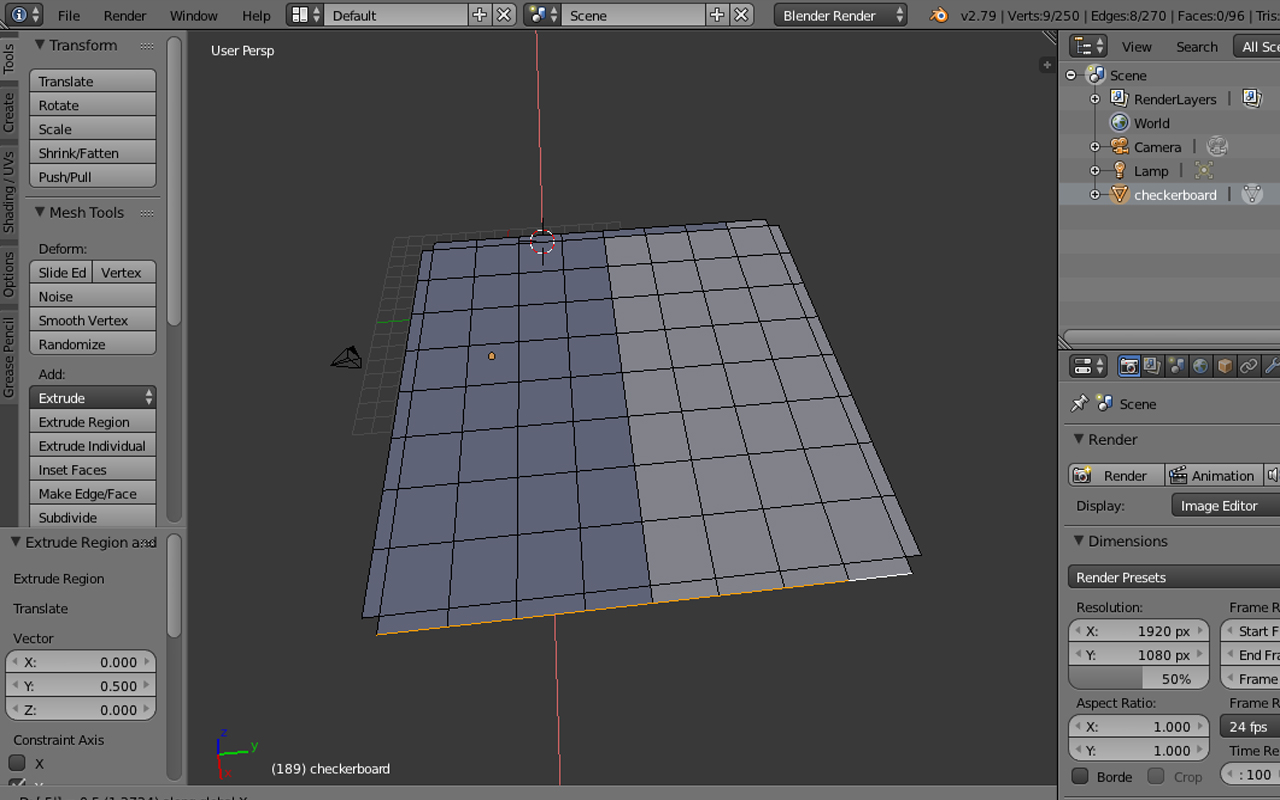 File Render Window Help Default Scene Blender Render v2.79 | Verts:9/250 | Edges:8/270 | Faces:0/96 | Tris:
Tools
Create
Shading / UVs
Options
Grease Pencil
Transform
Translate
Rotate
Scale
Shrink/Fatten
Push/Pull
Mesh Tools
Deform:
Slide Ed Vertex
Noise
Smooth Vertex
Randomize
Add:
Extrude
Extrude Region
Extrude Individual
Inset Faces
Make Edge/Face
Subdivide
Extrude Region and
Extrude Region
Translate
Vector
X: 0.000
Y: 0.500
Z: 0.000
Constraint Axis
X
User Persp
z
y
x
(189) checkerboard
View Search All Sce
Scene
RenderLayers
World
Camera
Lamp
checkerboard
Scene
Render
Render Animation
Display: Image Editor
Dimensions
Render Presets
Resolution: Frame R
X: 1920 px Start F
Y: 1080 px End Fra
50% Frame
Aspect Ratio: Frame R
X: 1.000 24 fps
Y: 1.000 Time Re
Borde Crop : 100